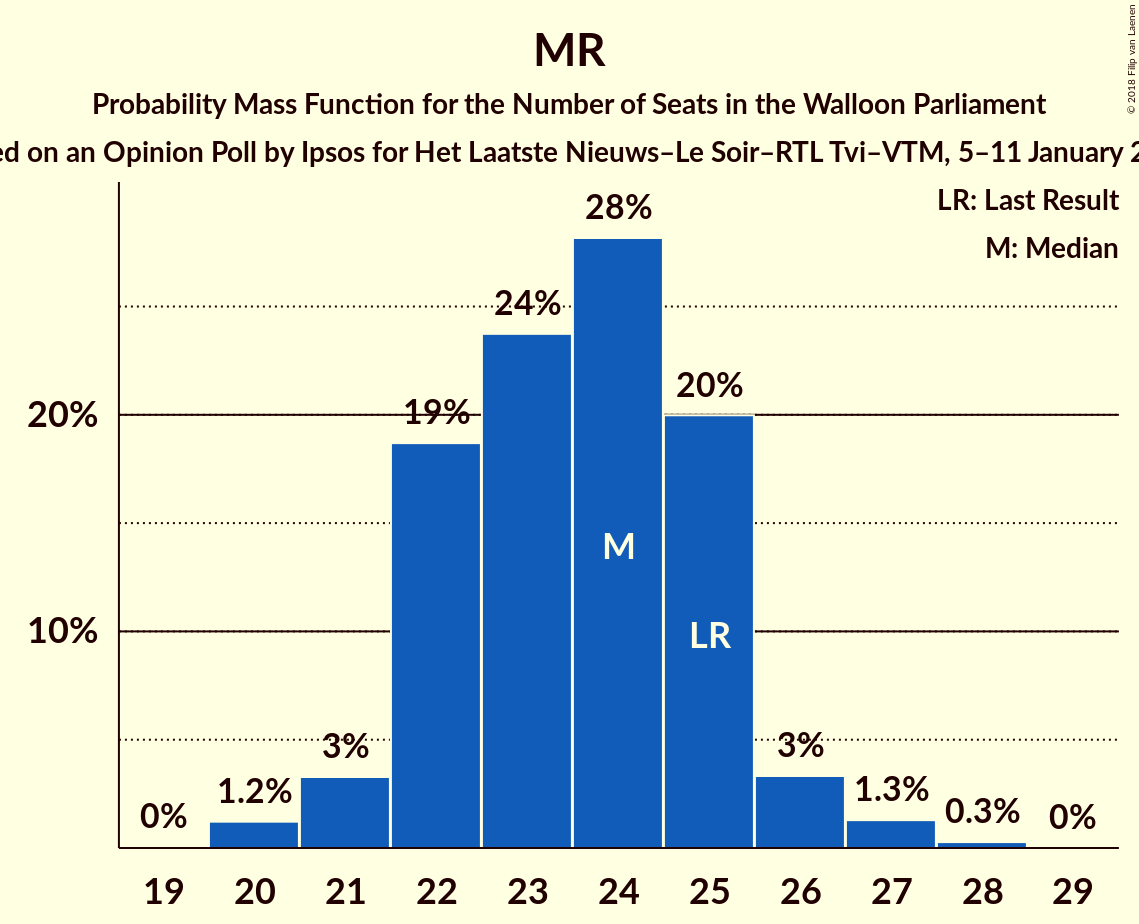 MR
Probability Mass Function for the Number of Seats in the Walloon Parliament
on an Opinion Poll by Ipsos for Het Laatste Nieuws–Le Soir–RTL Tvi–VTM, 5–11 January
© 2018 Filip van Laenen
LR: Last Result
M: Median
28%
24%
20%
19%
20%
M
LR
10%
3%
3%
1.2%
1.3%
0.3%
0%
0%
19 20 21 22 23 24 25 26 27 28 29